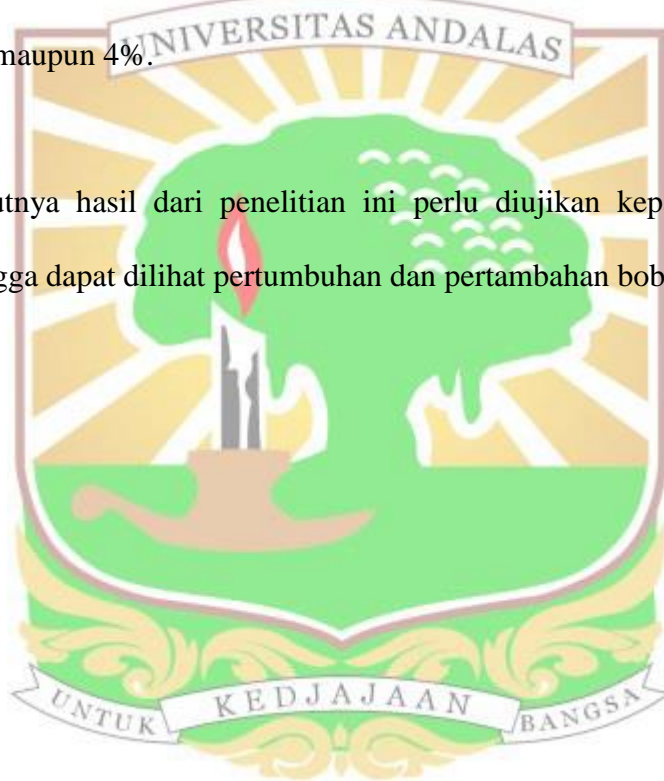 UNIVERSITAS ANDALAS
maupun 4%.
utnya hasil dari penelitian ini perlu diujikan kep
gga dapat dilihat pertumbuhan dan pertambahan bob
UNTUK KEDJAJAAN BANGSA